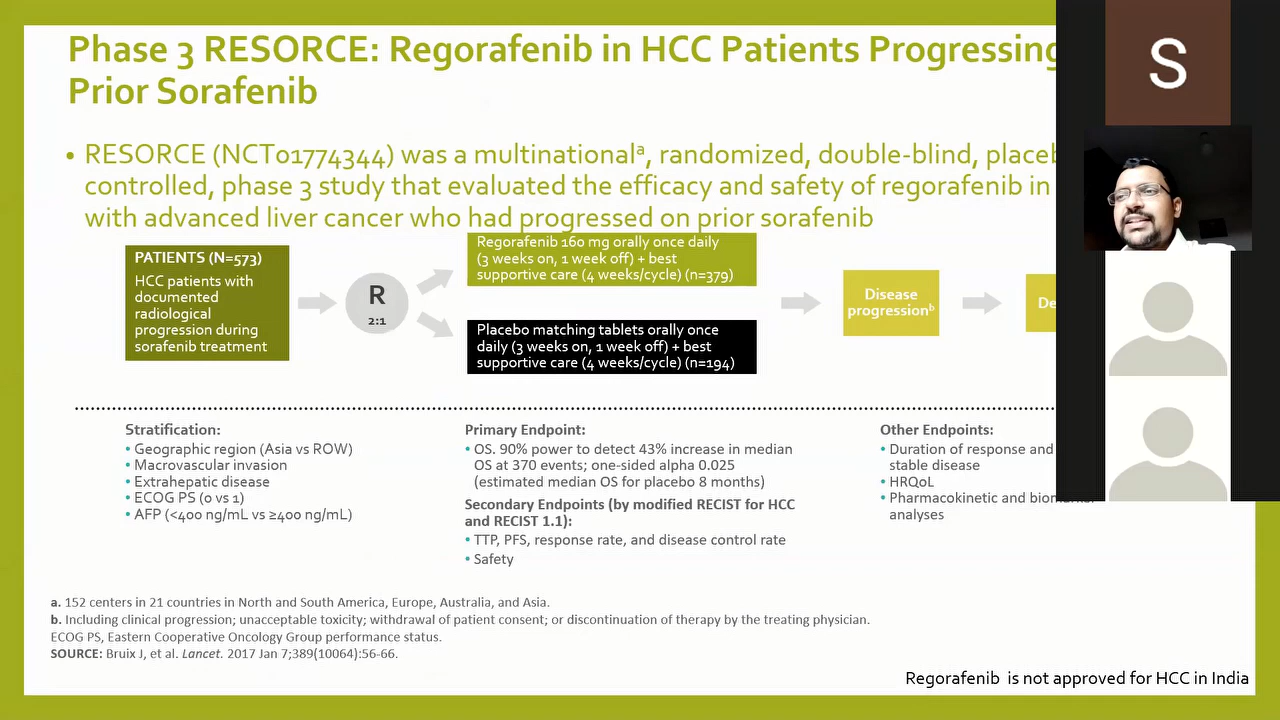 Phase 3 RESORCE: Regorafenib in HCC Patients Progressing
Prior Sorafenib
• RESORCE (NCT01774344) was a multinationalᵃ, randomized, double-blind,
controlled, phase 3 study that evaluated the efficacy and safety of regorafenib in
with advanced liver cancer who had progressed on prior sorafenib
PATIENTS (N=573)
HCC patients with
documented
radiological
progression during
sorafenib treatment
R
2:1
Regorafenib 160 mg orally once daily
(3 weeks on, 1 week off) + best
supportive care (4 weeks/cycle) (n=379)
Placebo matching tablets orally once
daily (3 weeks on, 1 week off) + best
supportive care (4 weeks/cycle) (n=194)
Disease
progressionᵇ
Stratification:
• Geographic region (Asia vs ROW)
• Macrovascular invasion
• Extrahepatic disease
• ECOG PS (0 vs 1)
• AFP (<400 ng/mL vs ≥400 ng/mL)
Primary Endpoint:
• OS. 90% power to detect 43% increase in median
OS at 370 events; one-sided alpha 0.025
(estimated median OS for placebo 8 months)
Secondary Endpoints (by modified RECIST for HCC
and RECIST 1.1):
• TTP, PFS, response rate, and disease control rate
• Safety
Other Endpoints:
• Duration of response and
stable disease
• HRQoL
• Pharmacokinetic and biomarker
analyses
a. 152 centers in 21 countries in North and South America, Europe, Australia, and Asia.
b. Including clinical progression; unacceptable toxicity; withdrawal of patient consent; or discontinuation of therapy by the treating physician.
ECOG PS, Eastern Cooperative Oncology Group performance status.
SOURCE: Bruix J, et al. Lancet. 2017 Jan 7;389(10064):56-66.
Regorafenib is not approved for HCC in India
S